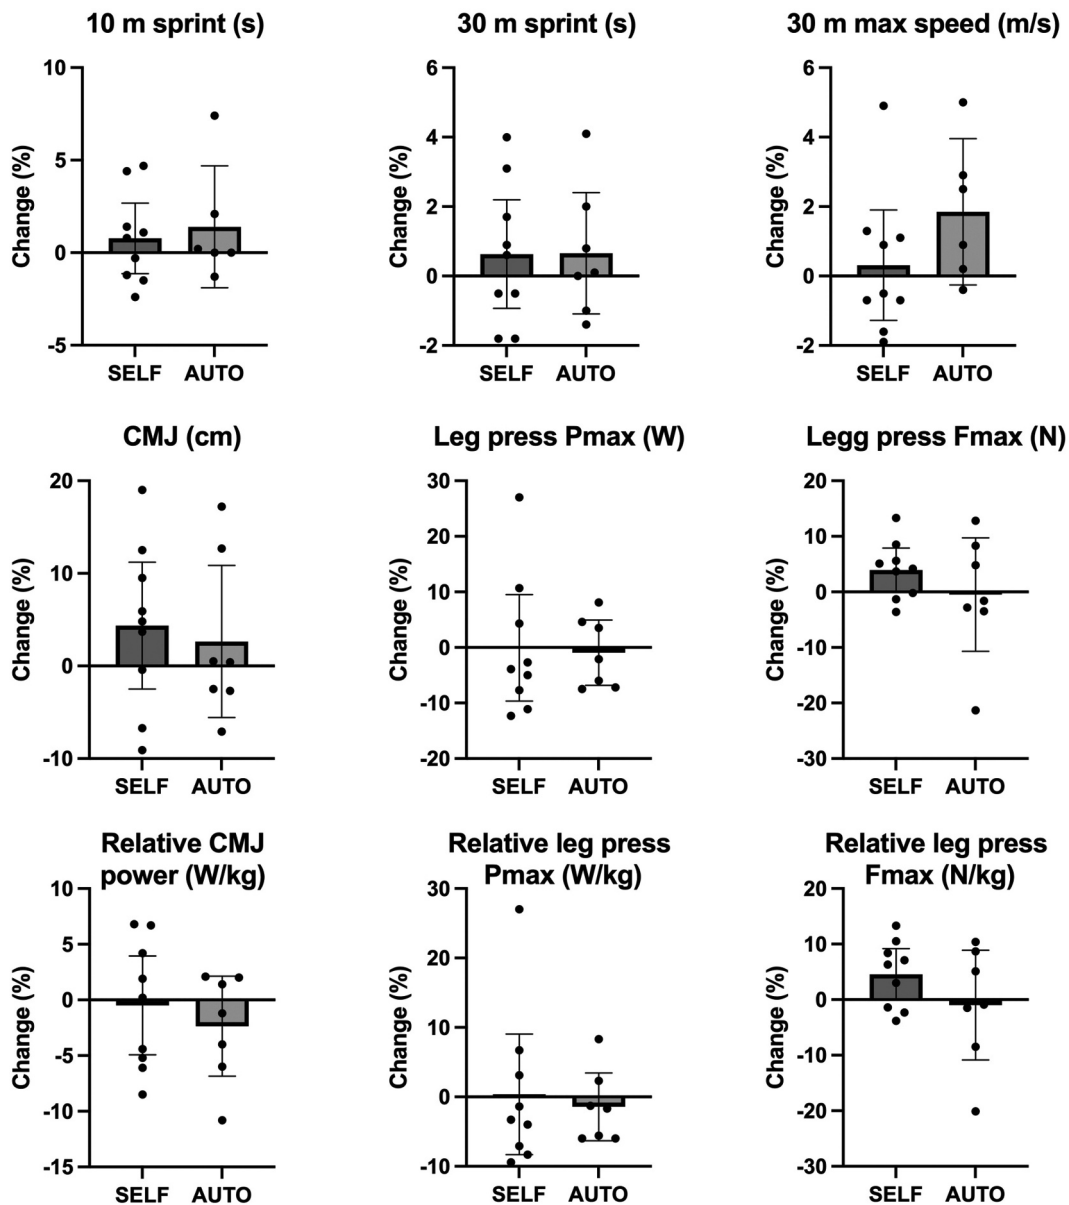 10 m sprint (s)
30 m sprint (s)
30 m max speed (m/s)
Change (%)
10
5
0
-5
SELF
AUTO
Change (%)
6
4
2
0
-2
SELF
AUTO
Change (%)
6
4
2
0
-2
SELF
AUTO
CMJ (cm)
Leg press Pmax (W)
Legg press Fmax (N)
Change (%)
20
10
0
-10
SELF
AUTO
Change (%)
30
20
10
0
-10
-20
SELF
AUTO
Change (%)
20
10
0
-10
-20
-30
SELF
AUTO
Relative CMJ
power (W/kg)
Relative leg press
Pmax (W/kg)
Relative leg press
Fmax (N/kg)
Change (%)
10
5
0
-5
-10
-15
SELF
AUTO
Change (%)
30
20
10
0
-10
SELF
AUTO
Change (%)
20
10
0
-10
-20
-30
SELF
AUTO